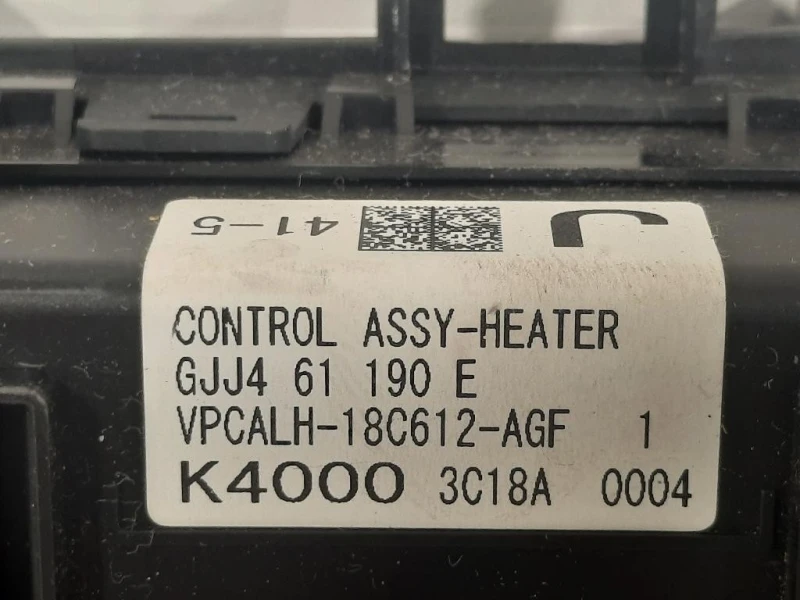 41-5 J
CONTROL ASSY-HEATER
GJJ4 61 190 E
VPCALH-18C612-AGF 1
K4000 3C18A 0004